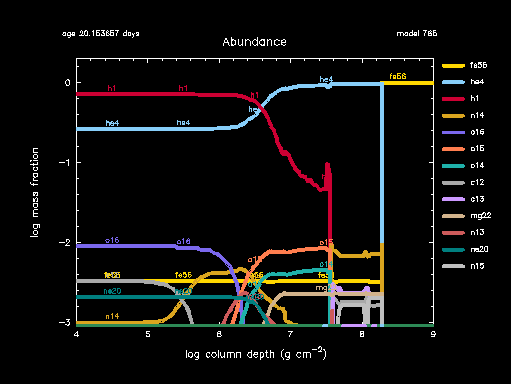 age 20.153657 days
model 765
Abundance
log mass fraction
0
−1
−2
−3
4
5
6
7
8
9
log column depth (g cm−2)
h1
h1
h1
he4
he4
he4
he4
fe56
o16
o16
fe56
ne20
n14
fe56
he4
h1
n14
o16
o15
o14
c12
c13
mg22
n13
ne20
n15